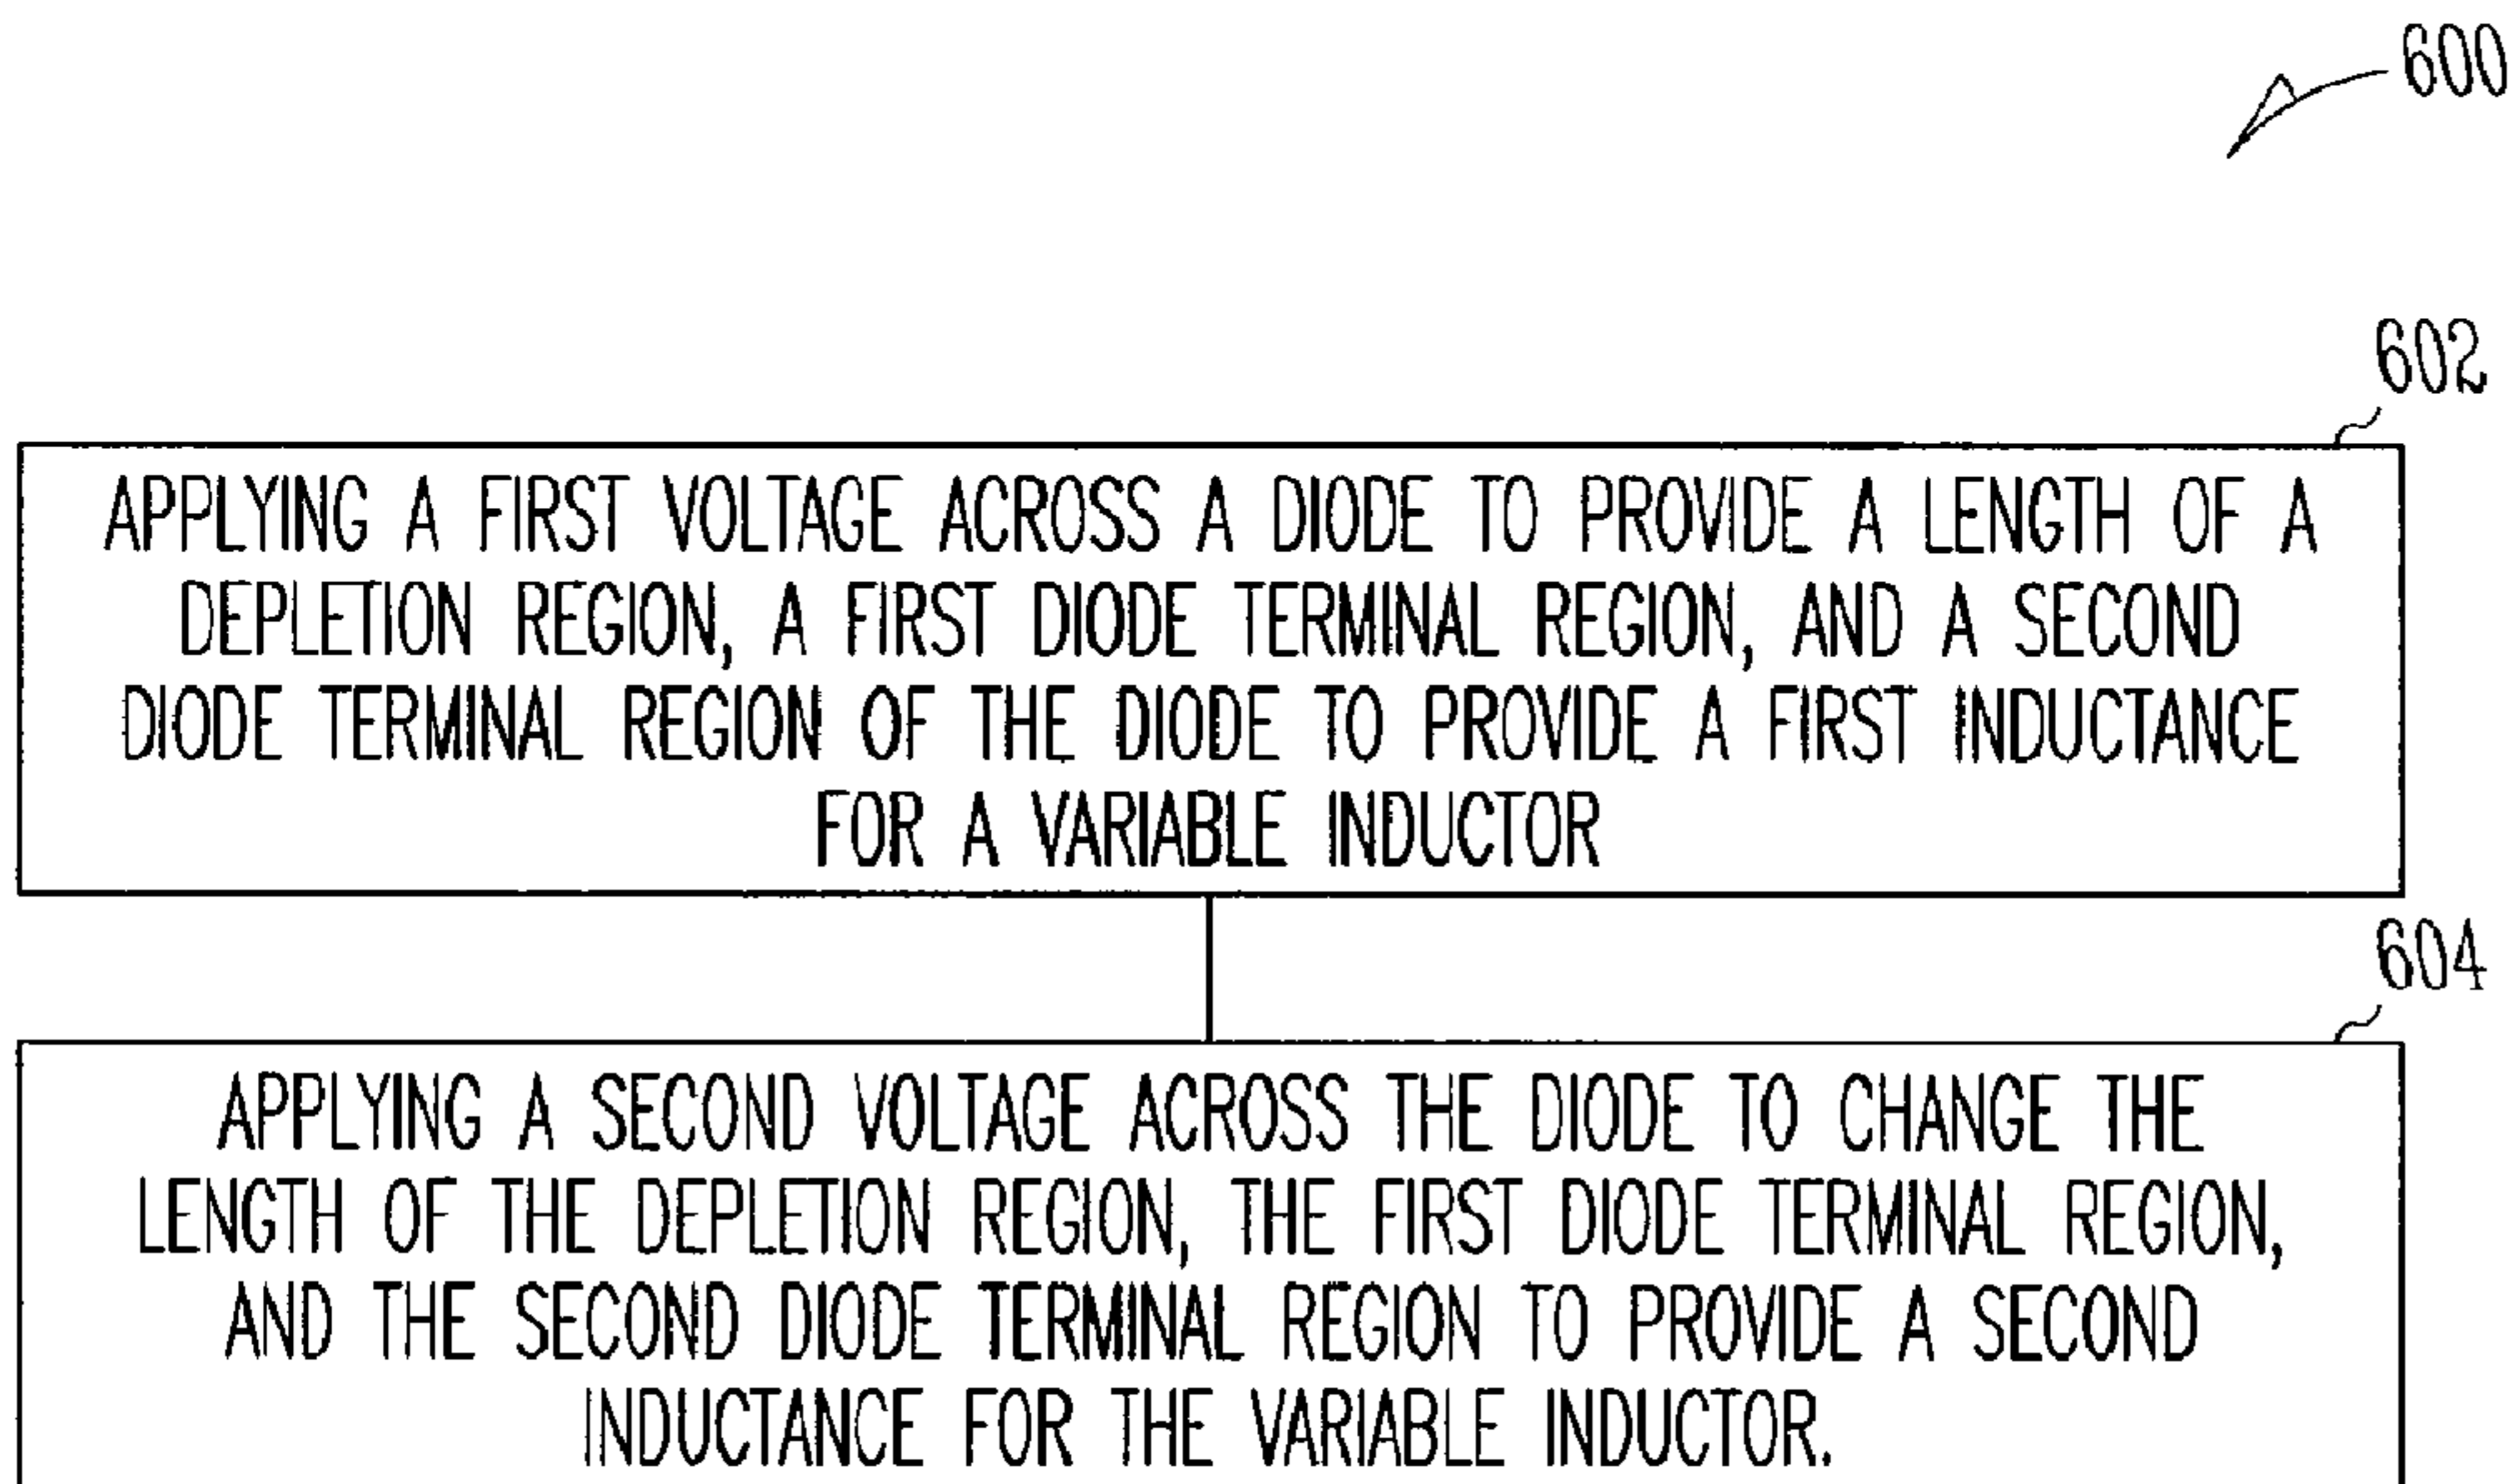 600
602
APPLYING A FIRST VOLTAGE ACROSS A DIODE TO PROVIDE A LENGTH OF A
DEPLETION REGION, A FIRST DIODE TERMINAL REGION, AND A SECOND
DIODE TERMINAL REGION OF THE DIODE TO PROVIDE A FIRST INDUCTANCE
FOR A VARIABLE INDUCTOR
604
APPLYING A SECOND VOLTAGE ACROSS THE DIODE TO CHANGE THE
LENGTH OF THE DEPLETION REGION, THE FIRST DIODE TERMINAL REGION,
AND THE SECOND DIODE TERMINAL REGION TO PROVIDE A SECOND
INDUCTANCE FOR THE VARIABLE INDUCTOR.